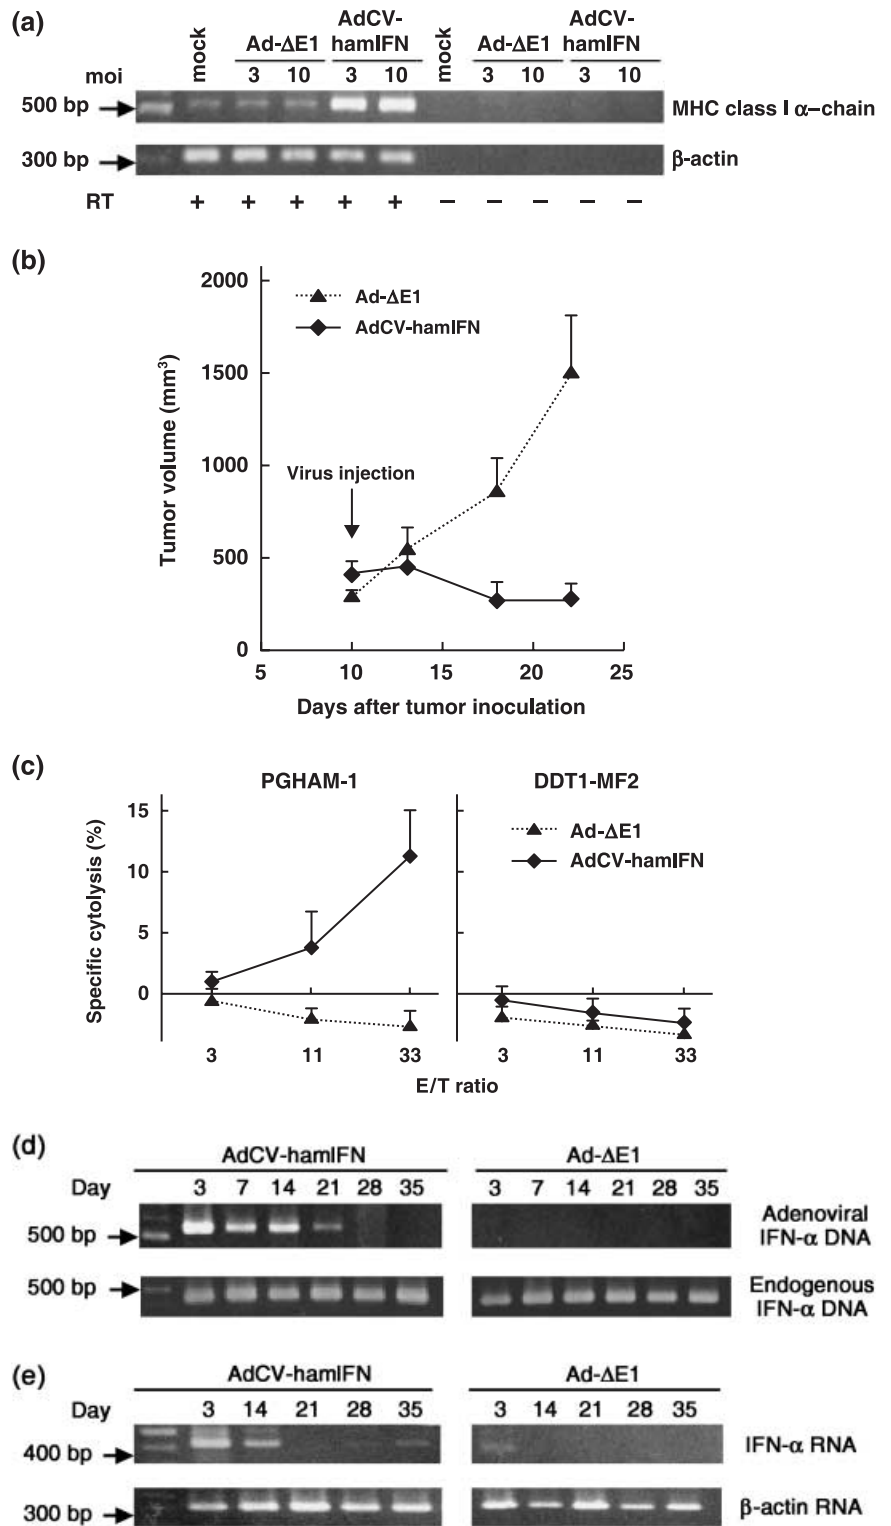 (a)
mock
Ad-ΔE1
AdCV-hamIFN
mock
Ad-ΔE1
AdCV-hamIFN
moi 3 10 3 10 3 10 3 10
500 bp
MHC class I α–chain
300 bp
β-actin
RT + + + + + – – – – –
(b)
2000
1500
1000
500
0
Tumor volume (mm³)
Ad-ΔE1
AdCV-hamIFN
Virus injection
5 10 15 20 25
Days after tumor inoculation
(c)
PGHAM-1
DDT1-MF2
15
10
5
0
Specific cytolysis (%)
Ad-ΔE1
AdCV-hamIFN
3 11 33 3 11 33
E/T ratio
(d)
AdCV-hamIFN
Ad-ΔE1
Day 3 7 14 21 28 35 3 7 14 21 28 35
500 bp
Adenoviral
IFN-α DNA
500 bp
Endogenous
IFN-α DNA
(e)
AdCV-hamIFN
Ad-ΔE1
Day 3 14 21 28 35 3 14 21 28 35
400 bp
IFN-α RNA
300 bp
β-actin RNA